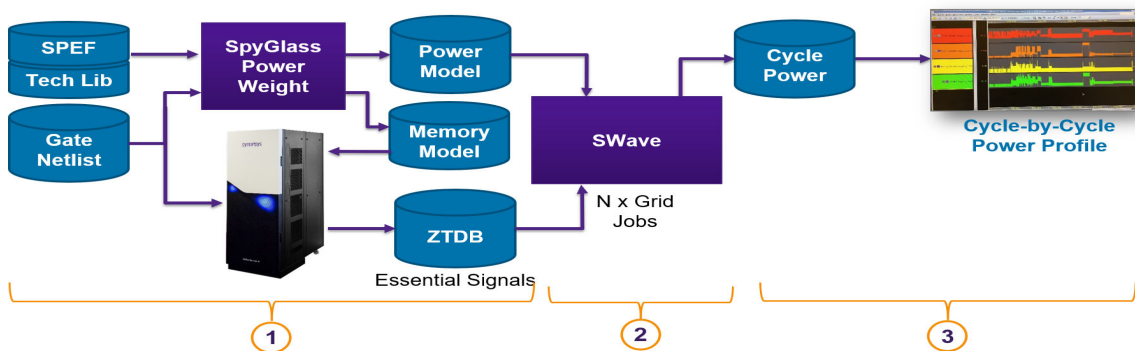 SPEF
Tech Lib
Gate
Netlist
SpyGlass
Power
Weight
Power
Model
Memory
Model
SYNOPSYS
ZTDB
Essential Signals
SWave
N x Grid
Jobs
Cycle
Power
Cycle-by-Cycle
Power Profile
1
2
3